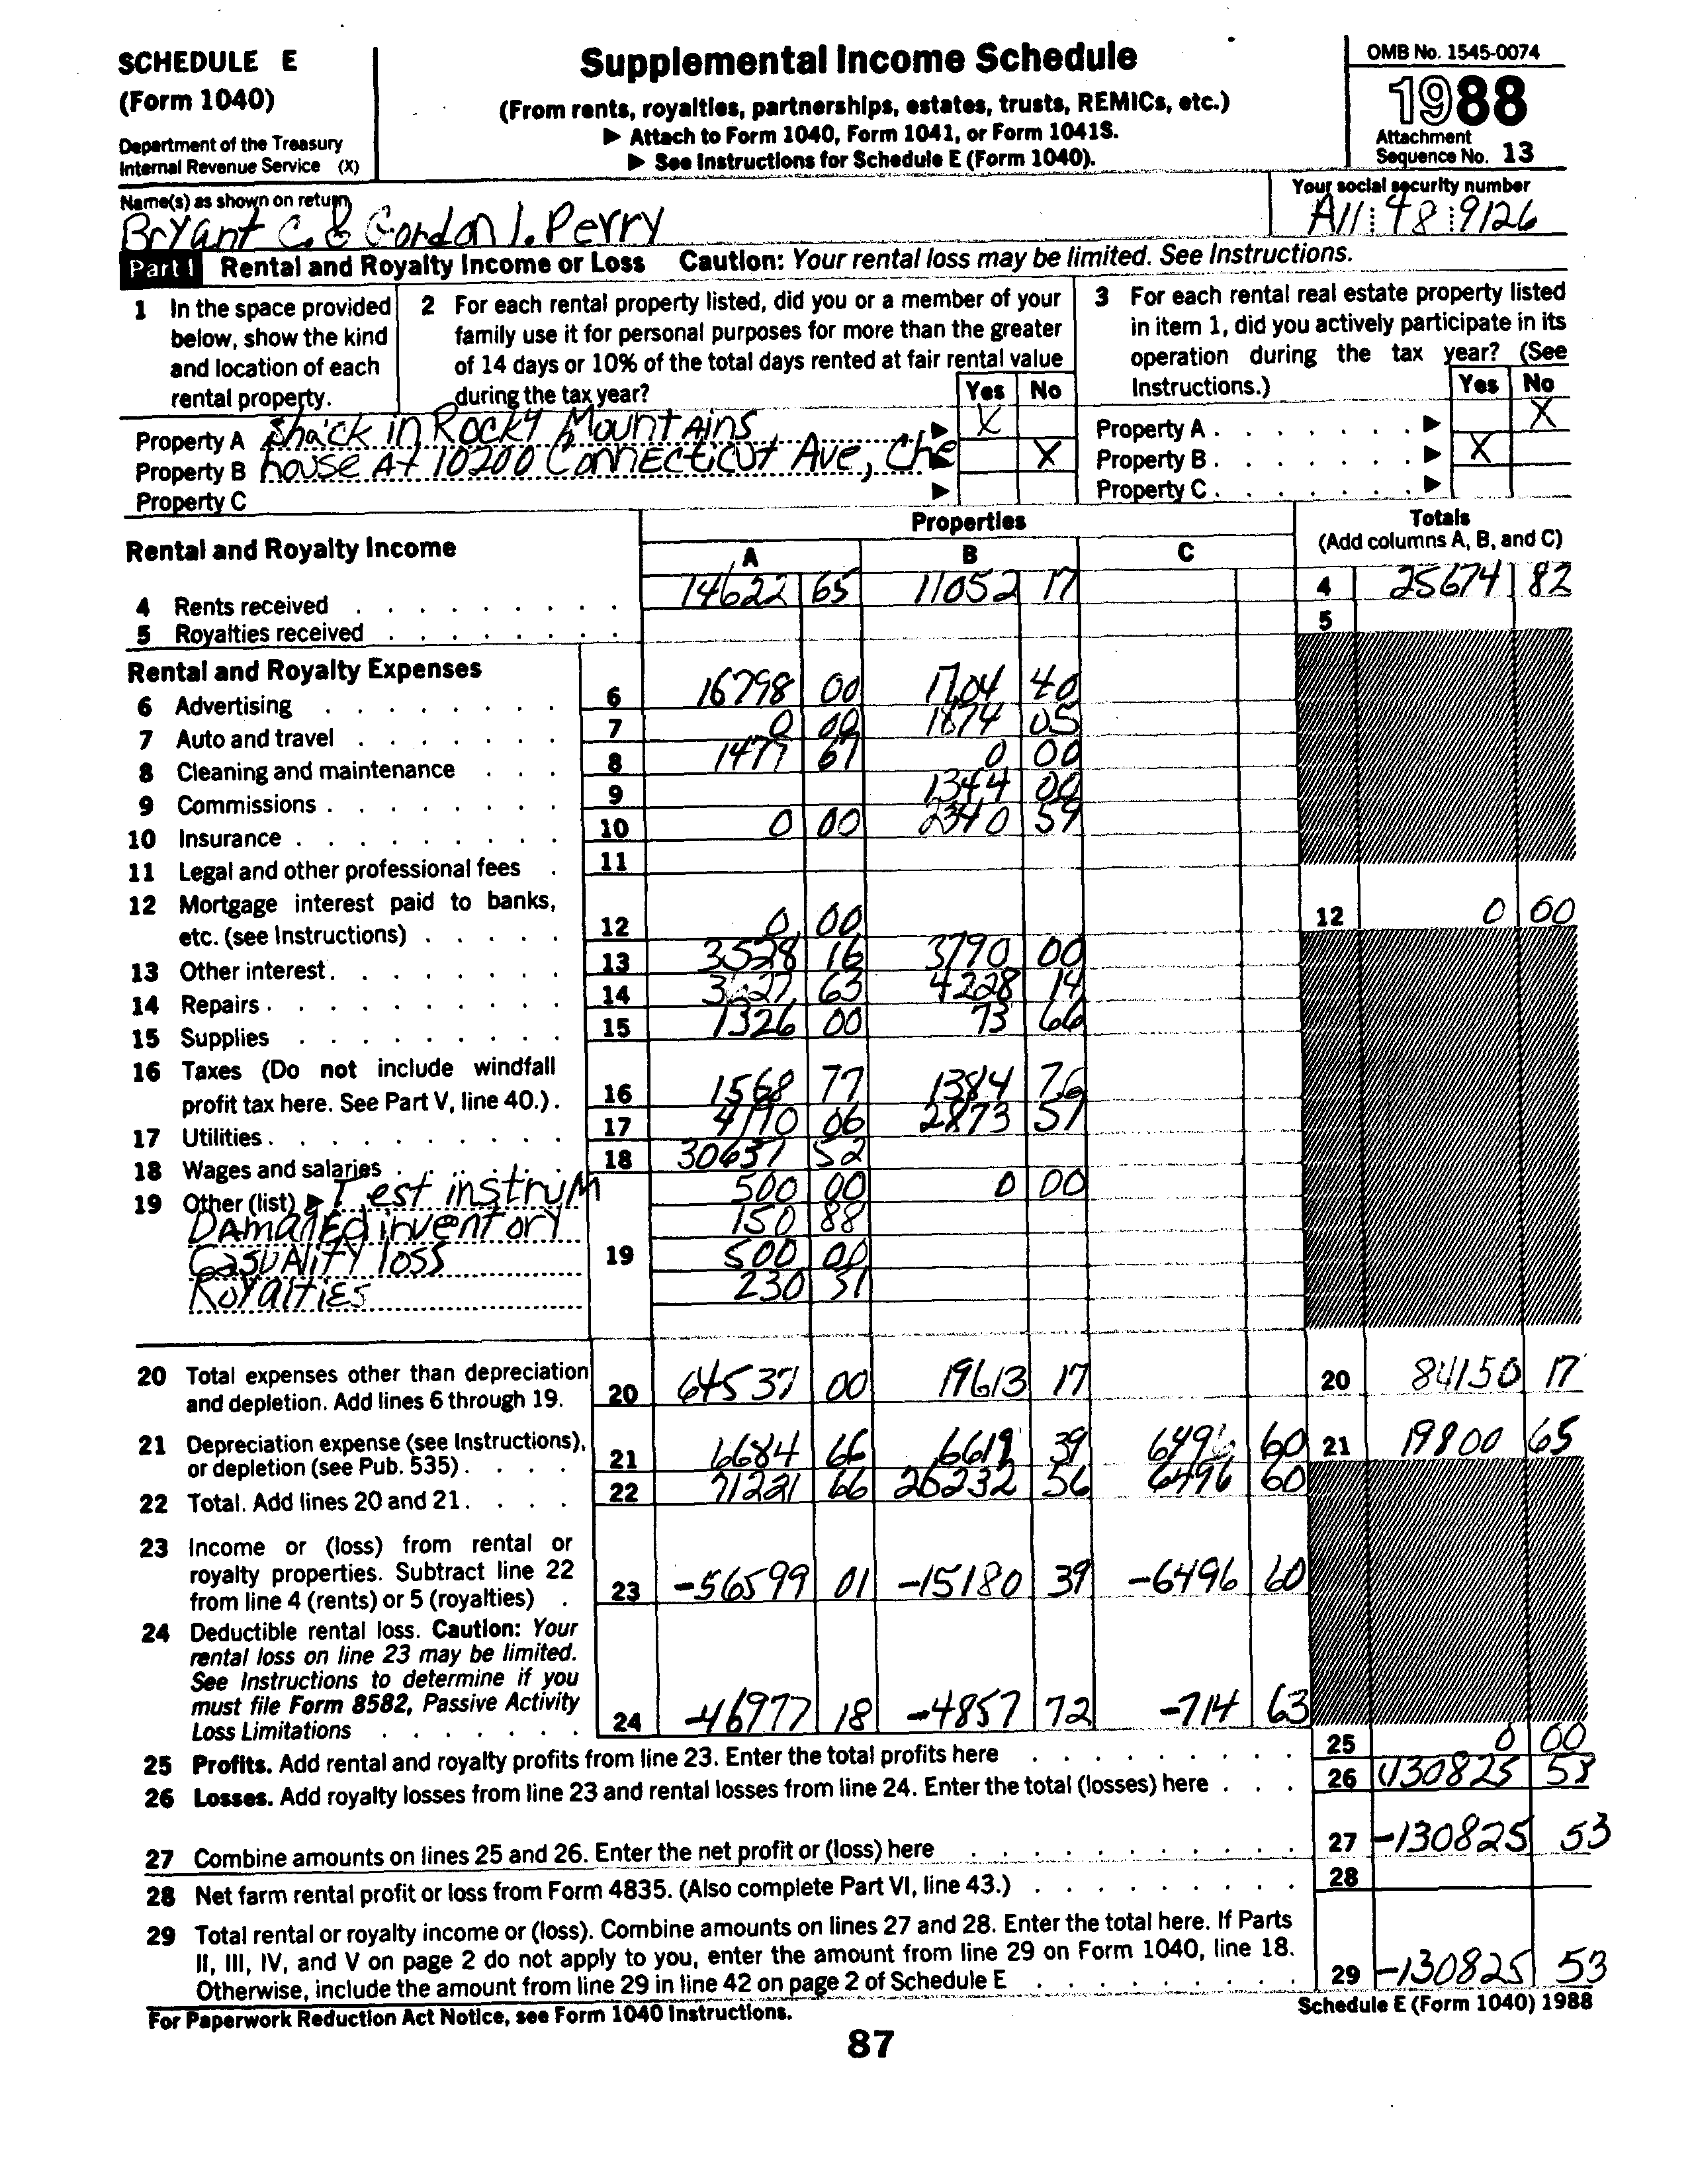 SCHEDULE E
(Form 1040)
Department of the Treasury
Internal Revenue Service (X)
Supplemental Income Schedule
(From rents, royalties, partnerships, estates, trusts, REMICs, etc.)
▶ Attach to Form 1040, Form 1041, or Form 1041S.
▶ See Instructions for Schedule E (Form 1040).
OMB No. 1545-0074
1988
Attachment
Sequence No. 13
Name(s) as shown on return
Bryant C. & Gordon I. Perry
Your social security number
A11 48 9126
Part I Rental and Royalty Income or Loss Caution: Your rental loss may be limited. See Instructions.
1 In the space provided
below, show the kind
and location of each
rental property.
2 For each rental property listed, did you or a member of your
family use it for personal purposes for more than the greater
of 14 days or 10% of the total days rented at fair rental value
during the tax year?
Yes No
3 For each rental real estate property listed
in item 1, did you actively participate in its
operation during the tax year? (See
Instructions.)
Yes No
Property A Shack in Rocky Mountains ▶ X
Property B house At 10200 Connecticut Ave, Che ▶ X
Property C ▶
Property A . . . . . . . ▶ X
Property B . . . . . . . ▶ X
Property C . . . . . . . ▶
Rental and Royalty Income
Properties
A B C
Totals
(Add columns A, B, and C)
4 Rents received 14622 65 11052 17 4 25674 82
5 Royalties received 5
Rental and Royalty Expenses
6 Advertising 6 16798 00 1704 40
7 Auto and travel 7 0 00 1874 05
8 Cleaning and maintenance 8 1477 67 0 00
9 Commissions 9 1344 00
10 Insurance 10 0 00 2340 59
11 Legal and other professional fees 11
12 Mortgage interest paid to banks,
etc. (see Instructions) 12 0 00 12 0 00
13 Other interest 13 3528 16 3790 00
14 Repairs 14 63 4228 14
15 Supplies 15 1326 00 73 66
16 Taxes (Do not include windfall
profit tax here. See Part V, line 40.) 16 1568 77 1384 76
17 Utilities 17 4190 06 2873 57
18 Wages and salaries 18 30637 52
19 Other (list) ▶ Test instrum 500 00 0 00
Damaged inventory 150 88
Casuality loss 19 500 00
Royalties 230 31
20 Total expenses other than depreciation
and depletion. Add lines 6 through 19. 20 64537 00 19613 17 20 84150 17
21 Depreciation expense (see Instructions),
or depletion (see Pub. 535) 21 6684 66 6619 39 6496 60 21 19800 65
22 Total. Add lines 20 and 21. 22 71221 66 26232 56 6496 60
23 Income or (loss) from rental or
royalty properties. Subtract line 22
from line 4 (rents) or 5 (royalties) 23 -56599 01 -15180 39 -6496 60
24 Deductible rental loss. Caution: Your
rental loss on line 23 may be limited.
See Instructions to determine if you
must file Form 8582, Passive Activity
Loss Limitations 24 -46977 18 -4857 72 -714 63
25 Profits. Add rental and royalty profits from line 23. Enter the total profits here 25 0 00
26 Losses. Add royalty losses from line 23 and rental losses from line 24. Enter the total (losses) here 26 (130825 53
27 Combine amounts on lines 25 and 26. Enter the net profit or (loss) here 27 -130825 53
28 Net farm rental profit or loss from Form 4835. (Also complete Part VI, line 43.) 28
29 Total rental or royalty income or (loss). Combine amounts on lines 27 and 28. Enter the total here. If Parts
II, III, IV, and V on page 2 do not apply to you, enter the amount from line 29 on Form 1040, line 18.
Otherwise, include the amount from line 29 in line 42 on page 2 of Schedule E 29 -130825 53
For Paperwork Reduction Act Notice, see Form 1040 Instructions.
Schedule E (Form 1040) 1988
87